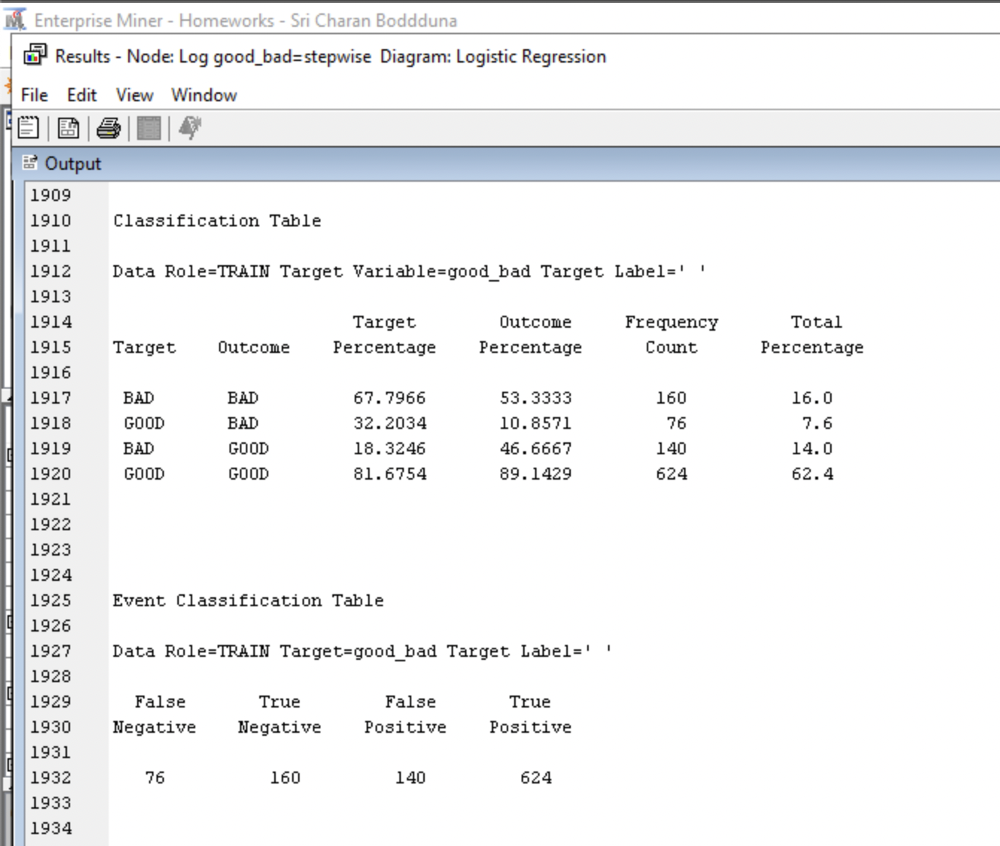 Enterprise Miner - Homeworks - Sri Charan Boddduna
Results - Node: Log good_bad=stepwise Diagram: Logistic Regression
File Edit View Window
Output
1909
1910 Classification Table
1911
1912 Data Role=TRAIN Target Variable=good_bad Target Label=' '
1913
1914 Target Outcome Frequency Total
1915 Target Outcome Percentage Percentage Count Percentage
1916
1917 BAD BAD 67.7966 53.3333 160 16.0
1918 GOOD BAD 32.2034 10.8571 76 7.6
1919 BAD GOOD 18.3246 46.6667 140 14.0
1920 GOOD GOOD 81.6754 89.1429 624 62.4
1921
1922
1923
1924
1925 Event Classification Table
1926
1927 Data Role=TRAIN Target=good_bad Target Label=' '
1928
1929 False True False True
1930 Negative Negative Positive Positive
1931
1932 76 160 140 624
1933
1934